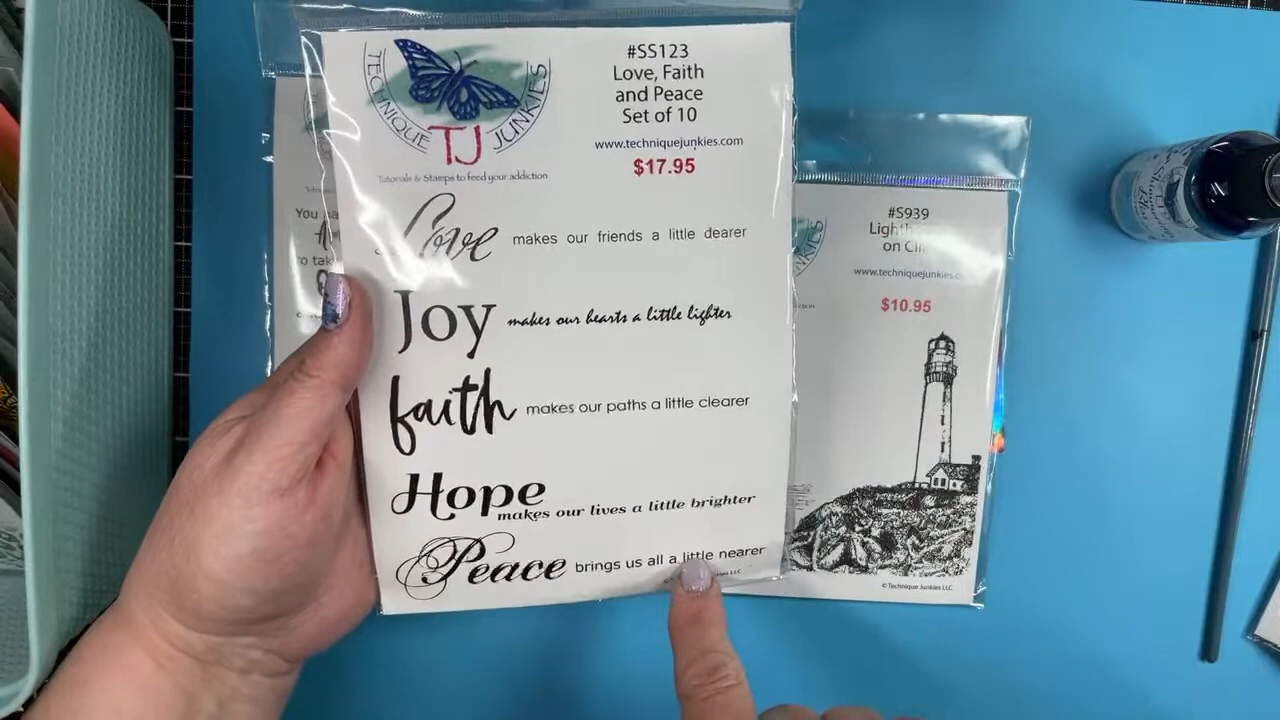 TECHNIQUE JUNKIES
TJ
Tutorials & Stamps to feed your addiction
#SS123
Love, Faith
and Peace
Set of 10
www.techniquejunkies.com
$17.95
Love makes our friends a little dearer
Joy makes our hearts a little lighter
faith makes our paths a little clearer
Hope makes our lives a little brighter
Peace brings us all a little nearer
You
to
#S939
on
www.techniquejunkies.c
$10.95
© Technique Junkies LLC